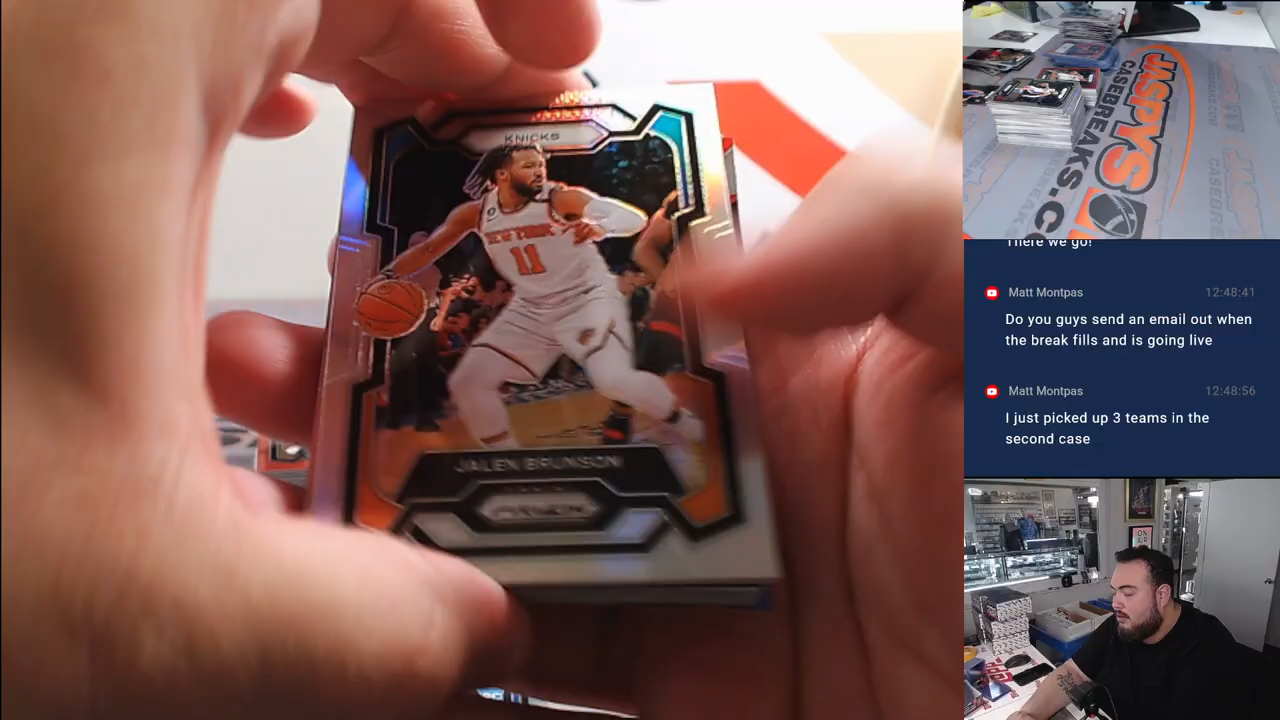 KNICKS
NEW YORK
11
JALEN BRUNSON
PRIZM
JASPYS
CASEBREAKS.C
There we go!
Matt Montpas 12:48:41
Do you guys send an email out when
the break fills and is going live
Matt Montpas 12:48:56
I just picked up 3 teams in the
second case
ON
AIR